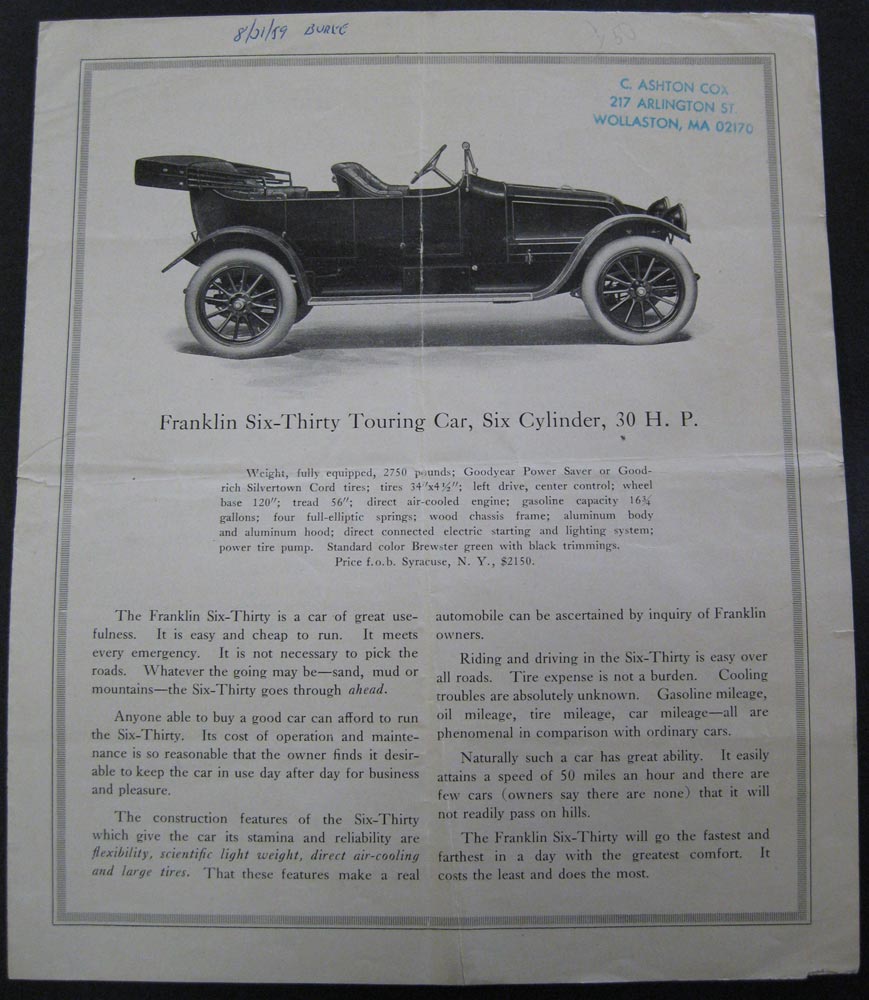 8/21/59 BURKE
C. ASHTON COX
217 ARLINGTON ST.
WOLLASTON, MA 02170
Franklin Six-Thirty Touring Car, Six Cylinder, 30 H. P.
Weight, fully equipped, 2750 pounds; Goodyear Power Saver or Good-
rich Silvertown Cord tires; tires 34"x4½"; left drive, center control; wheel
base 120"; tread 56"; direct air-cooled engine; gasoline capacity 16¾
gallons; four full-elliptic springs; wood chassis frame; aluminum body
and aluminum hood; direct connected electric starting and lighting system;
power tire pump. Standard color Brewster green with black trimmings.
Price f.o.b. Syracuse, N. Y., $2150.
The Franklin Six-Thirty is a car of great use-
fulness. It is easy and cheap to run. It meets
every emergency. It is not necessary to pick the
roads. Whatever the going may be—sand, mud or
mountains—the Six-Thirty goes through ahead.
Anyone able to buy a good car can afford to run
the Six-Thirty. Its cost of operation and mainte-
nance is so reasonable that the owner finds it desir-
able to keep the car in use day after day for business
and pleasure.
The construction features of the Six-Thirty
which give the car its stamina and reliability are
flexibility, scientific light weight, direct air-cooling
and large tires. That these features make a real
automobile can be ascertained by inquiry of Franklin
owners.
Riding and driving in the Six-Thirty is easy over
all roads. Tire expense is not a burden. Cooling
troubles are absolutely unknown. Gasoline mileage,
oil mileage, tire mileage, car mileage—all are
phenomenal in comparison with ordinary cars.
Naturally such a car has great ability. It easily
attains a speed of 50 miles an hour and there are
few cars (owners say there are none) that it will
not readily pass on hills.
The Franklin Six-Thirty will go the fastest and
farthest in a day with the greatest comfort. It
costs the least and does the most.